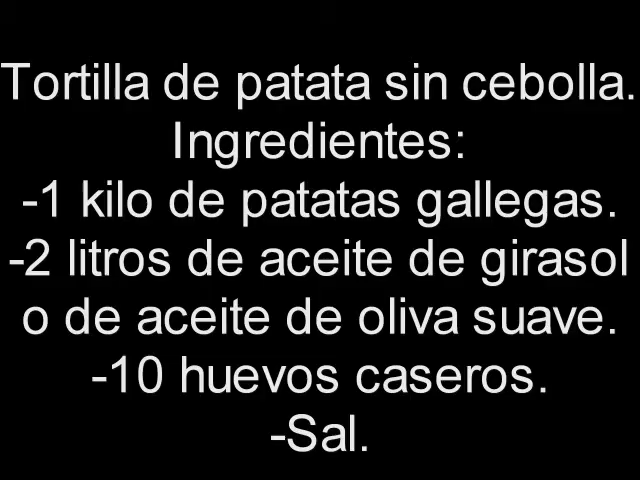 Tortilla de patata sin cebolla.
Ingredientes:
-1 kilo de patatas gallegas.
-2 litros de aceite de girasol
o de aceite de oliva suave.
-10 huevos caseros.
-Sal.